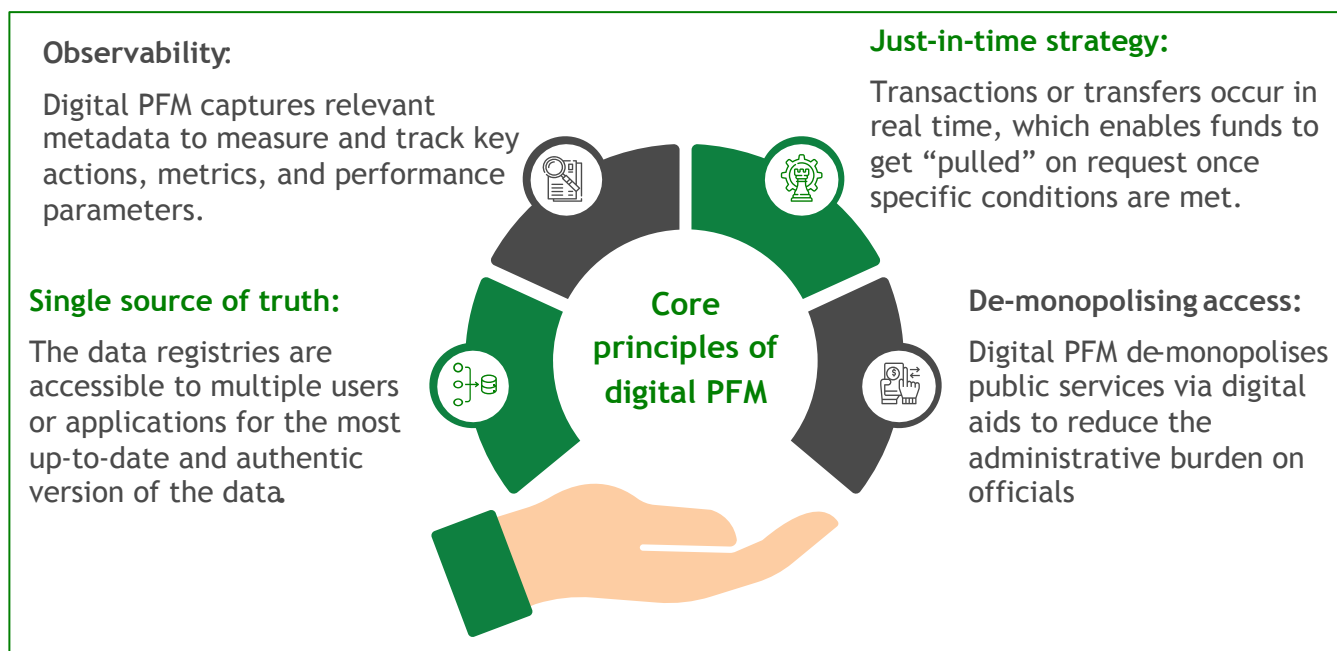 Observability:
Digital PFM captures relevant
metadata to measure and track key
actions, metrics, and performance
parameters.
Just-in-time strategy:
Transactions or transfers occur in
real time, which enables funds to
get “pulled” on request once
specific conditions are met.
Single source of truth:
The data registries are
accessible to multiple users
or applications for the most
up-to-date and authentic
version of the data.
Core
principles of
digital PFM
De-monopolising access:
Digital PFM de-monopolises
public services via digital
aids to reduce the
administrative burden on
officials
$